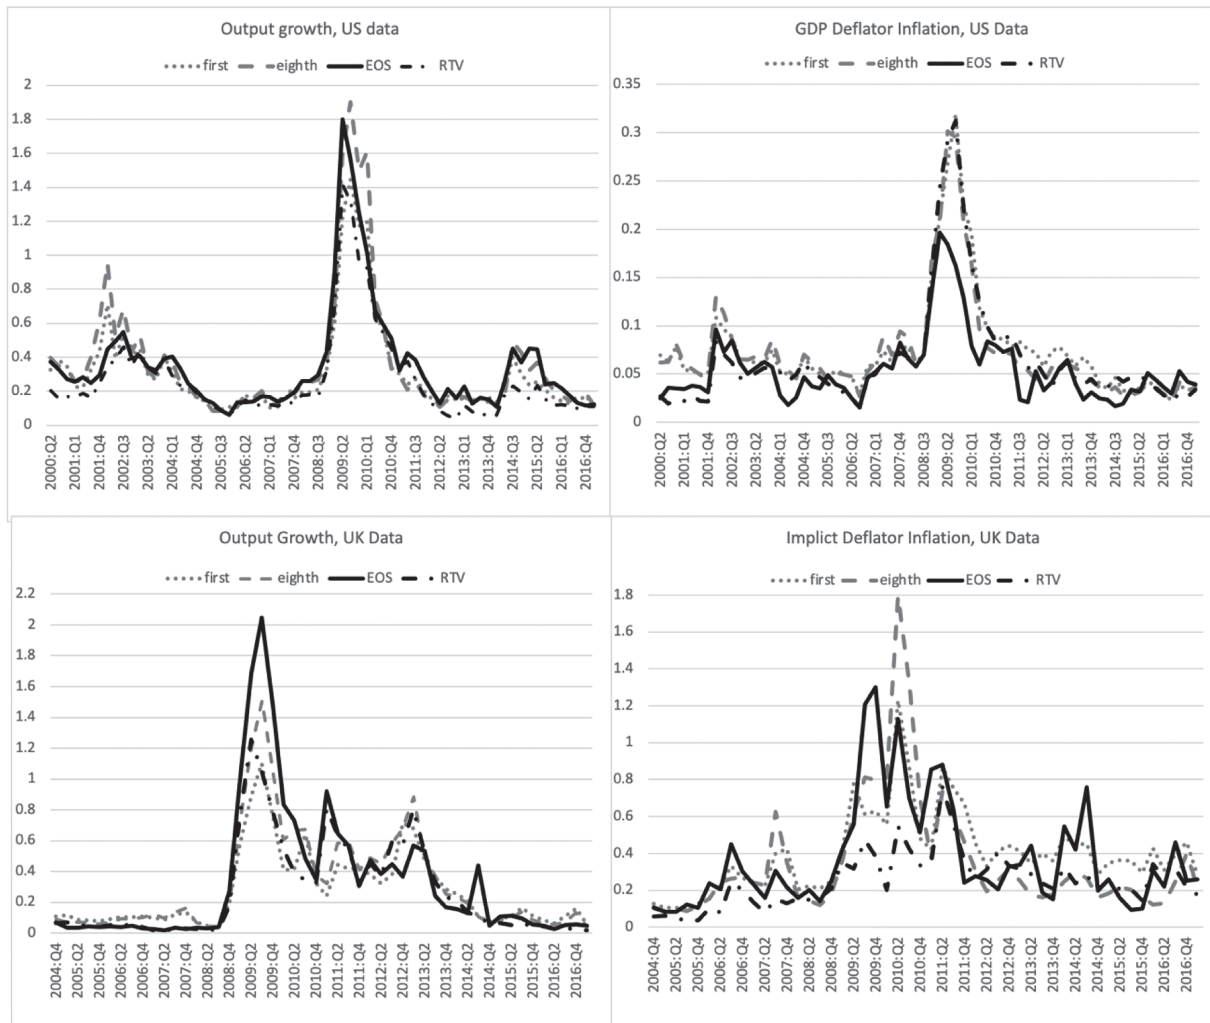 Output growth, US data
first eighth EOS RTV
2
1.8
1.6
1.4
1.2
1
0.8
0.6
0.4
0.2
0
2000:Q2
2001:Q1
2001:Q4
2002:Q3
2003:Q2
2004:Q1
2004:Q4
2005:Q3
2006:Q2
2007:Q1
2007:Q4
2008:Q3
2009:Q2
2010:Q1
2010:Q4
2011:Q3
2012:Q2
2013:Q1
2013:Q4
2014:Q3
2015:Q2
2016:Q1
2016:Q4
GDP Deflator Inflation, US Data
first eighth EOS RTV
0.35
0.3
0.25
0.2
0.15
0.1
0.05
0
2000:Q2
2001:Q1
2001:Q4
2002:Q3
2003:Q2
2004:Q1
2004:Q4
2005:Q3
2006:Q2
2007:Q1
2007:Q4
2008:Q3
2009:Q2
2010:Q1
2010:Q4
2011:Q3
2012:Q2
2013:Q1
2013:Q4
2014:Q3
2015:Q2
2016:Q1
2016:Q4
Output Growth, UK Data
first eighth EOS RTV
2.2
2
1.8
1.6
1.4
1.2
1
0.8
0.6
0.4
0.2
0
2004:Q4
2005:Q2
2005:Q4
2006:Q2
2006:Q4
2007:Q2
2007:Q4
2008:Q2
2008:Q4
2009:Q2
2009:Q4
2010:Q2
2010:Q4
2011:Q2
2011:Q4
2012:Q2
2012:Q4
2013:Q2
2013:Q4
2014:Q2
2014:Q4
2015:Q2
2015:Q4
2016:Q2
2016:Q4
Implict Deflator Inflation, UK Data
first eighth EOS RTV
1.8
1.6
1.4
1.2
1
0.8
0.6
0.4
0.2
0
2004:Q4
2005:Q2
2005:Q4
2006:Q2
2006:Q4
2007:Q2
2007:Q4
2008:Q2
2008:Q4
2009:Q2
2009:Q4
2010:Q2
2010:Q4
2011:Q2
2011:Q4
2012:Q2
2012:Q4
2013:Q2
2013:Q4
2014:Q2
2014:Q4
2015:Q2
2015:Q4
2016:Q2
2016:Q4